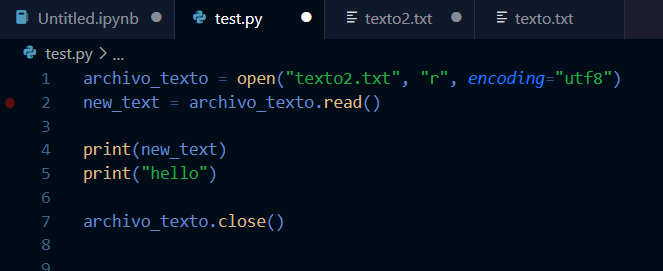 Untitled.ipynb test.py texto2.txt texto.txt
test.py > ...
1 archivo_texto = open("texto2.txt", "r", encoding="utf8")
2 new_text = archivo_texto.read()
3
4 print(new_text)
5 print("hello")
6
7 archivo_texto.close()
8
9